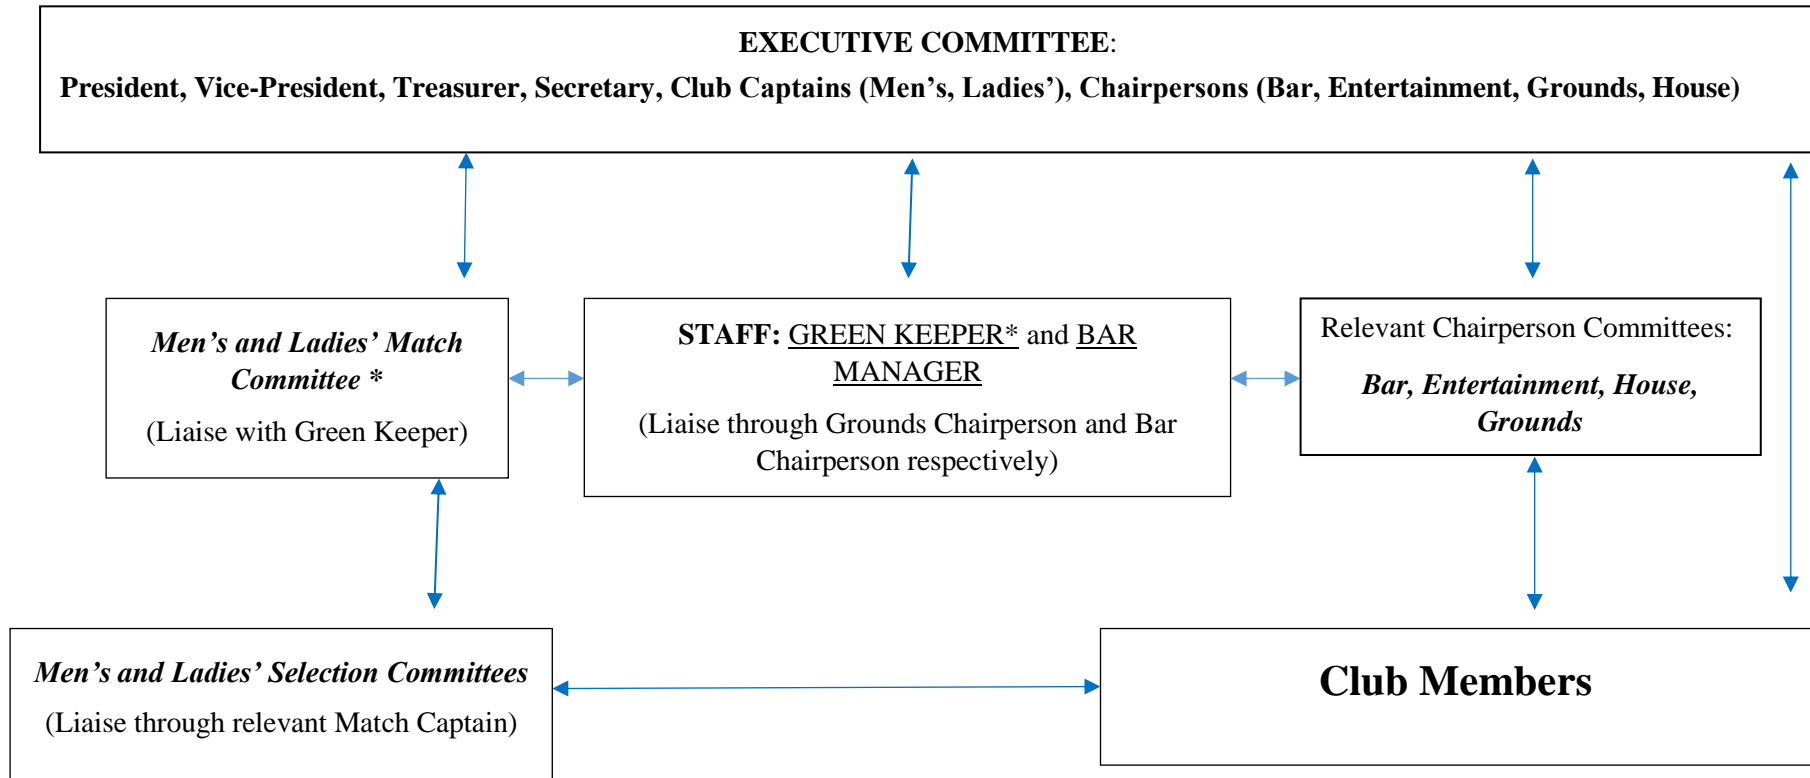 EXECUTIVE COMMITTEE:
President, Vice-President, Treasurer, Secretary, Club Captains (Men’s, Ladies’), Chairpersons (Bar, Entertainment, Grounds, House)
Men’s and Ladies’ Match
Committee *
(Liaise with Green Keeper)
STAFF: GREEN KEEPER* and BAR
MANAGER
(Liaise through Grounds Chairperson and Bar
Chairperson respectively)
Relevant Chairperson Committees:
Bar, Entertainment, House,
Grounds
Men’s and Ladies’ Selection Committees
(Liaise through relevant Match Captain)
Club Members